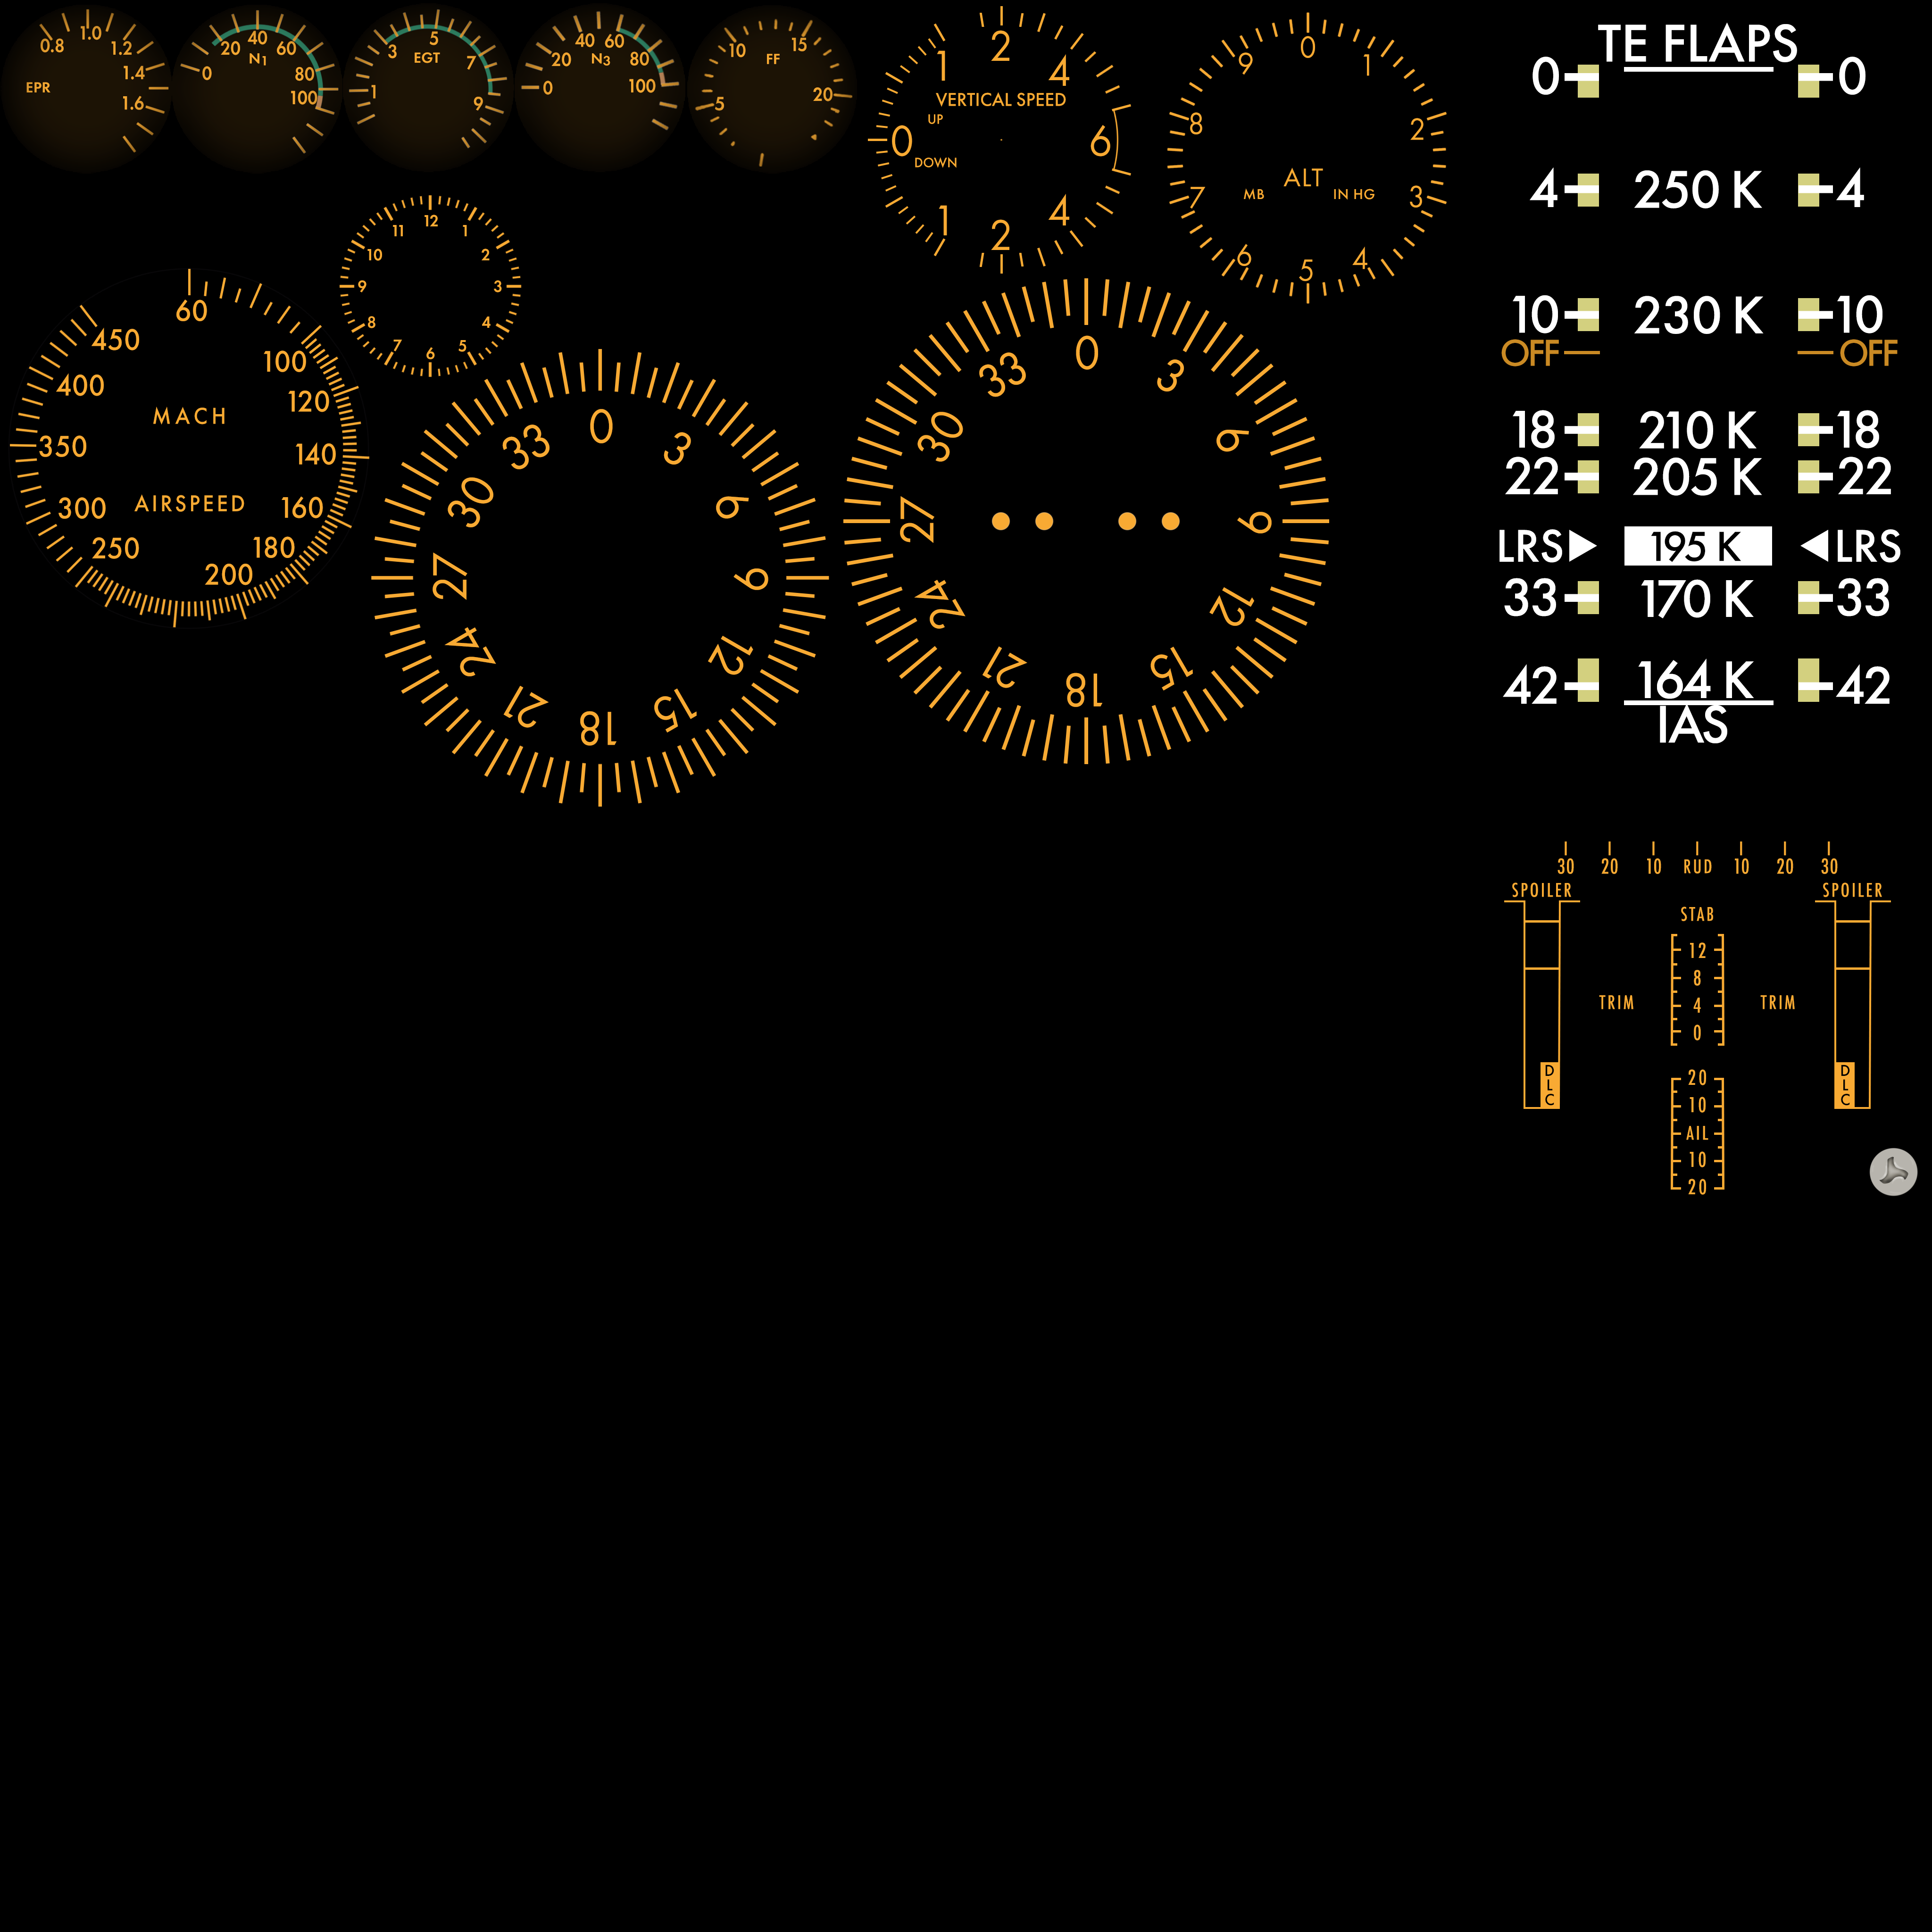 0.8 1.0 1.2 1.4 1.6
EPR
0 20 40 60 80 100
N1
1 3 5 7 9
EGT
0 20 40 60 80 100
N3
5 10 15 20
FF
1 2 4
VERTICAL SPEED
UP
0 6
DOWN
1 2 4
0 1 2 3 4 5 6 7 8 9
ALT
MB IN HG
12 1 2 3 4 5 6 7 8 9 10 11
60 100 120 140 160 180 200 250 300 350 400 450
MACH
AIRSPEED
0 3 6 9 12 15 18 21 24 27 30 33
0 3 6 9 12 15 18 21 24 27 30 33
TE FLAPS
0 0
4 250 K 4
10 230 K 10
OFF OFF
18 210 K 18
22 205 K 22
LRS 195 K LRS
33 170 K 33
42 164 K 42
IAS
30 20 10 RUD 10 20 30
SPOILER SPOILER
STAB
12
8
TRIM 4 TRIM
0
DLC DLC
20
10
AIL
10
20